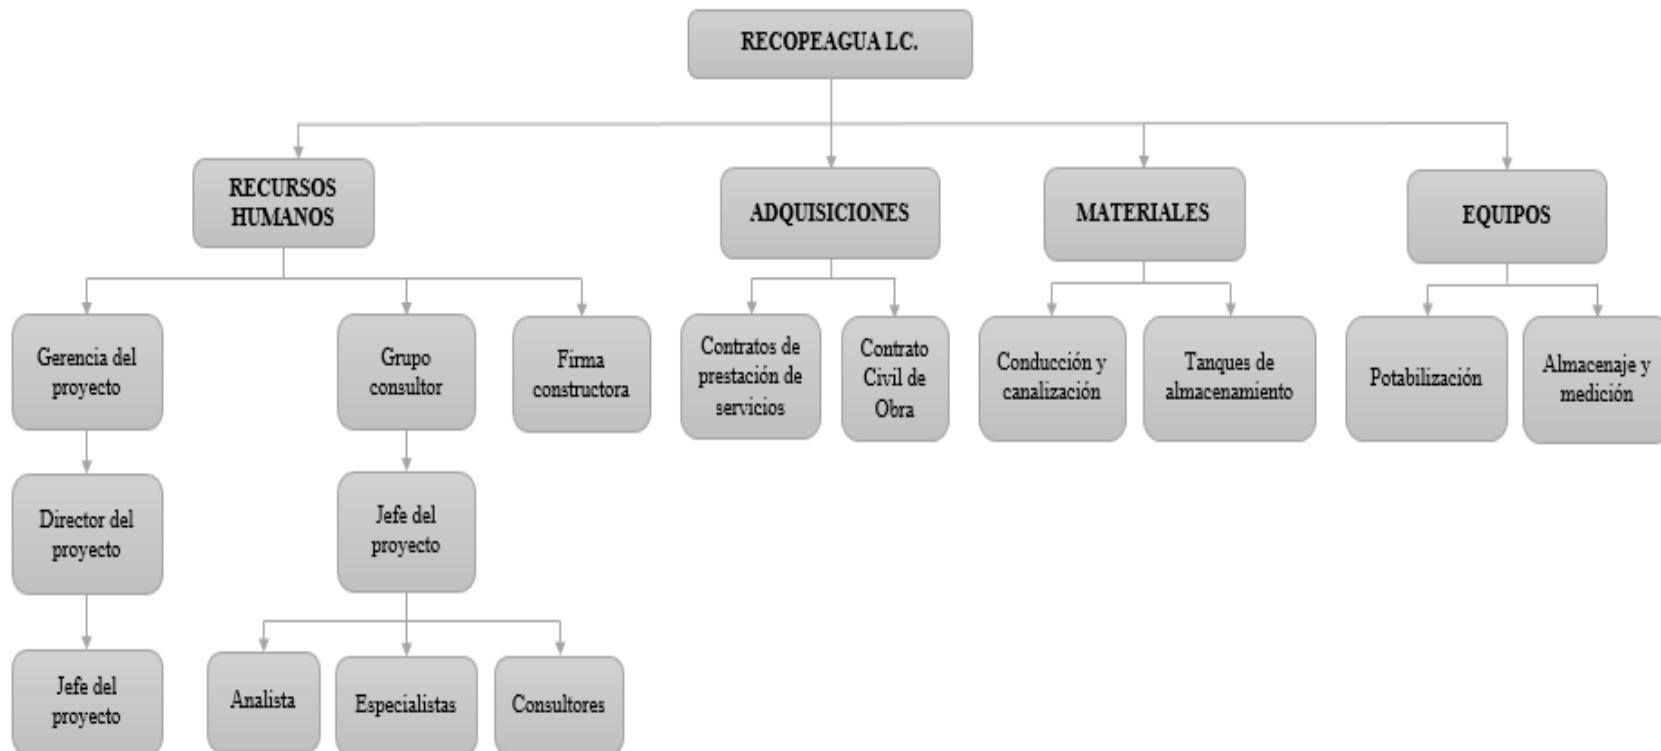 RECOPEAGUA LC.
RECURSOS
HUMANOS
ADQUISICIONES
MATERIALES
EQUIPOS
Gerencia del
proyecto
Grupo
consultor
Firma
constructora
Contratos de
prestación de
servicios
Contrato
Civil de
Obra
Conducción y
canalización
Tanques de
almacenamiento
Potabilización
Almacenaje y
medición
Director del
proyecto
Jefe del
proyecto
Jefe del
proyecto
Analista
Especialistas
Consultores